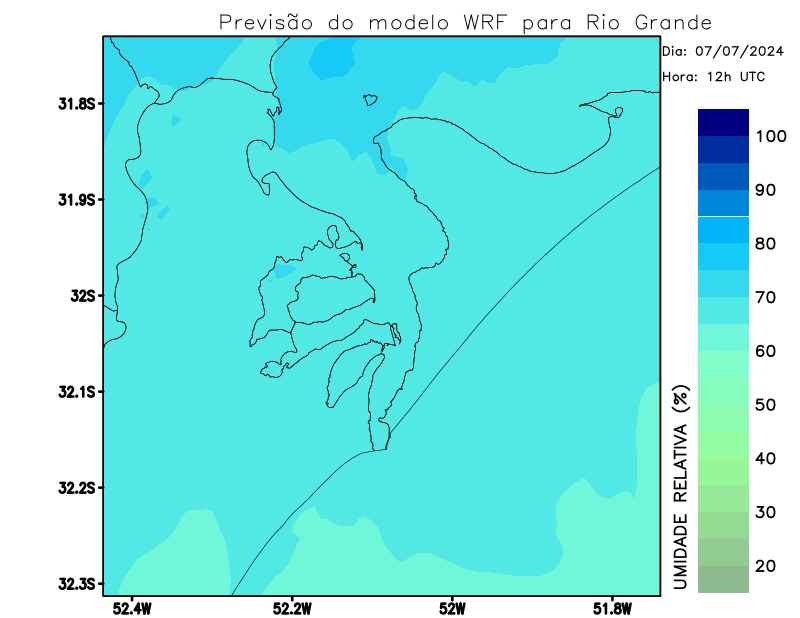 Previsão do modelo WRF para Rio Grande
Dia: 07/07/2024
Hora: 12h UTC
31.8S
31.9S
32S
32.1S
32.2S
32.3S
52.4W 52.2W 52W 51.8W
100
90
80
70
60
50
40
30
20
UMIDADE RELATIVA (%)